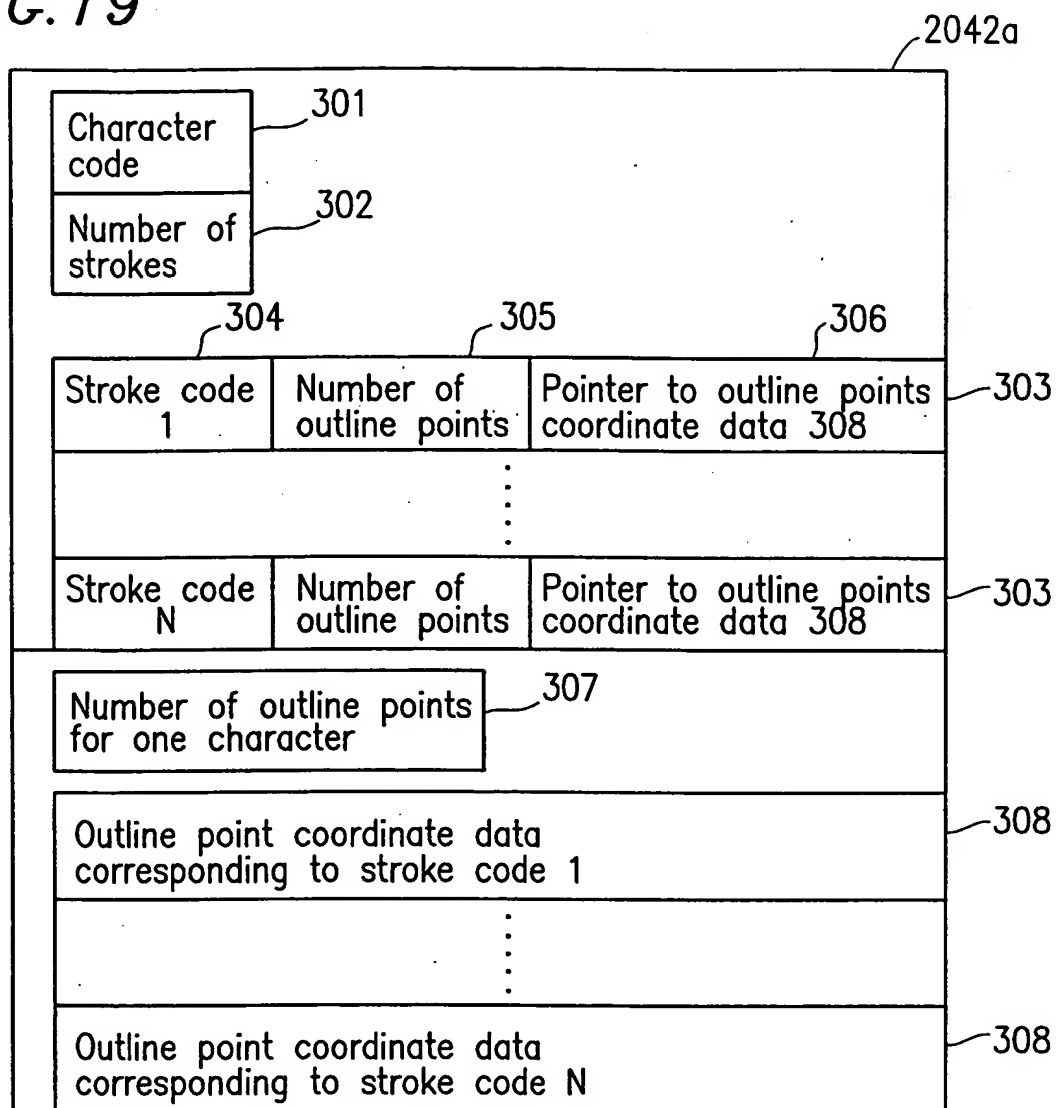 G. 19
2042a
Character
code
301
Number of
strokes
302
304
305
306
Stroke code
1
Number of
outline points
Pointer to outline points
coordinate data 308
303
Stroke code
N
Number of
outline points
Pointer to outline points
coordinate data 308
303
Number of outline points
for one character
307
Outline point coordinate data
corresponding to stroke code 1
308
Outline point coordinate data
corresponding to stroke code N
308